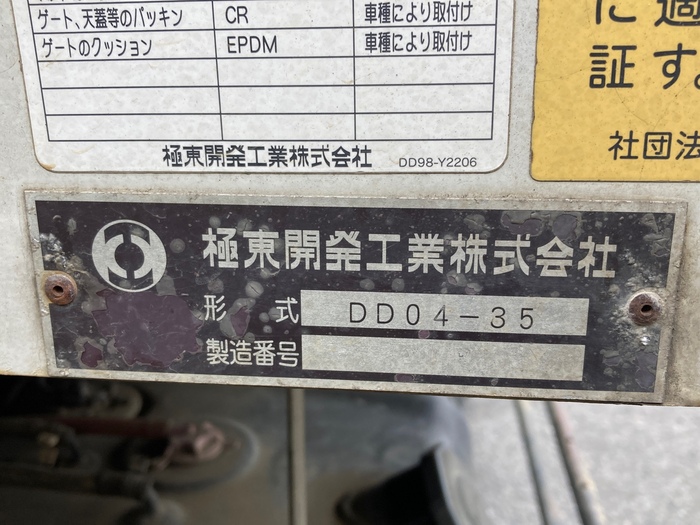 ゲート、天蓋等のパッキン CR 車種により取付け
ゲートのクッション EPDM 車種により取付け
極東開発工業株式会社 DD98-Y2206
に適
証す。
社団法
極東開発工業株式会社
形式 DD04-35
製造番号